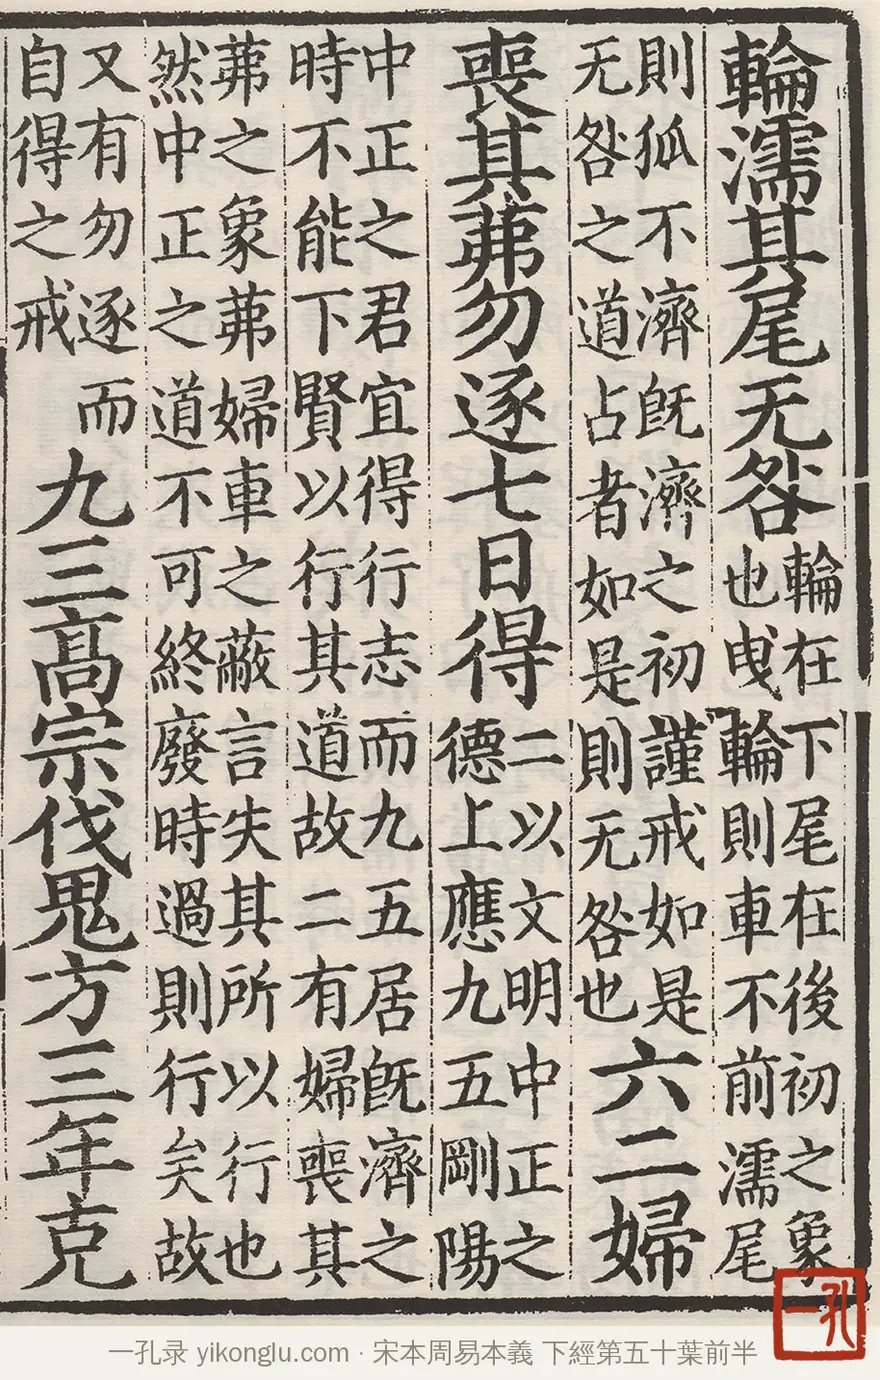 輪濡其尾无咎輪在下尾在後初之象
也曳輪則車不前濡尾
則狐不濟既濟之初謹戒如是
无咎之道占者如是則无咎也六二婦
喪其茀勿逐七日得二以文明中正之
德上應九五剛陽
中正之君宜得行志而九五居既濟之
時不能下賢以行其道故二有婦喪其
茀之象茀婦車之蔽言失其所以行也
然中正之道不可終廢時過則行矣故
又有勿逐而
自得之戒九三髙宗伐鬼方三年克
一孔
一孔录 yikonglu.com · 宋本周易本義 下經第五十葉前半